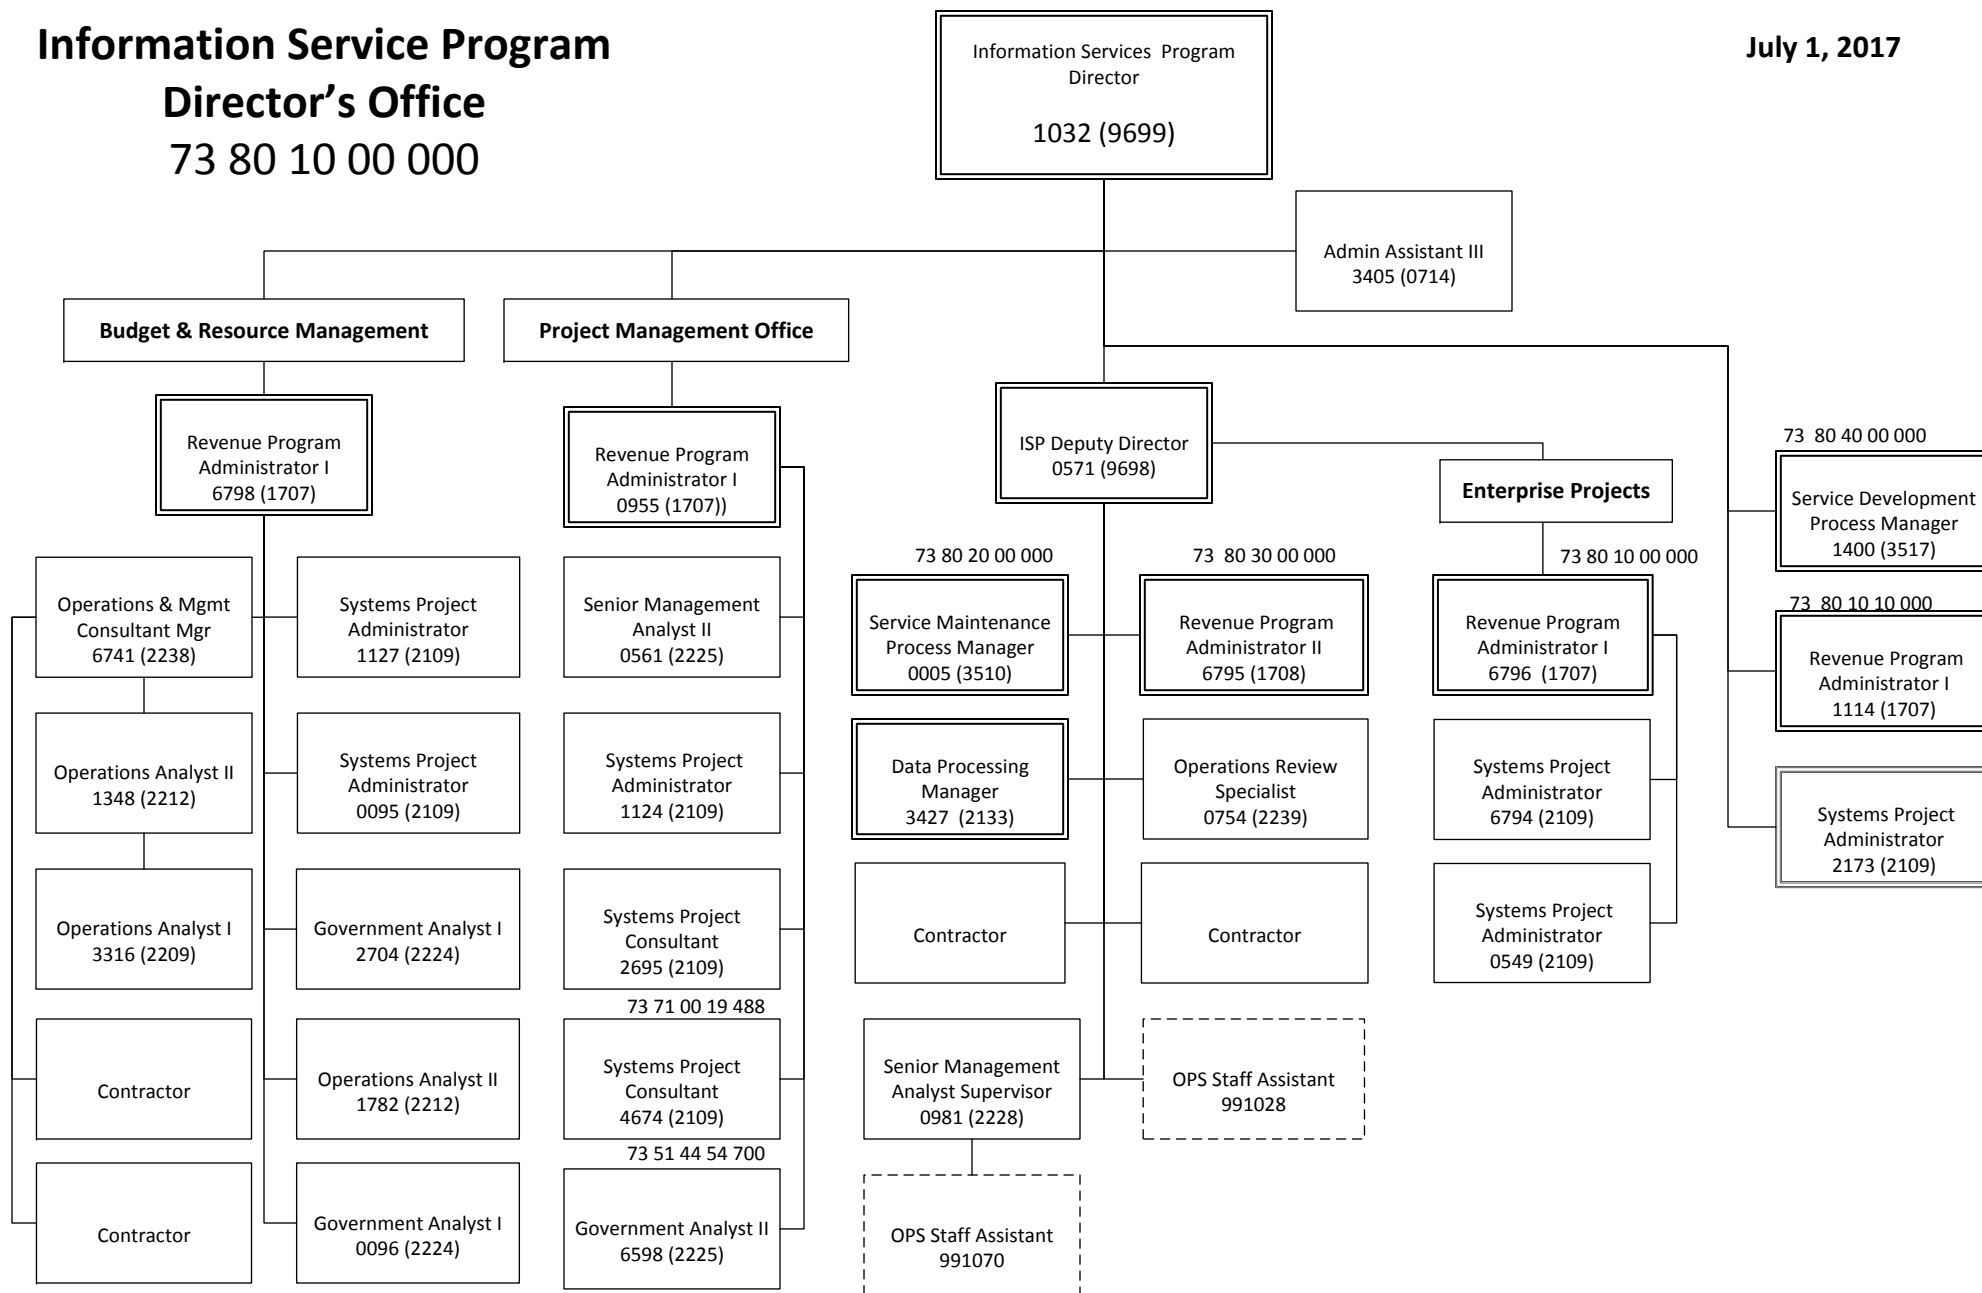 Information Service Program
Director’s Office
73 80 10 00 000
July 1, 2017
Information Services  Program
Director
1032 (9699)
Admin Assistant III
3405 (0714)
Budget & Resource Management
Project Management Office
Revenue Program
Administrator I
6798 (1707)
Revenue Program
Administrator I
0955 (1707))
ISP Deputy Director
0571 (9698)
Enterprise Projects
73  80 40 00 000
Service Development
Process Manager
1400 (3517)
73  80 10 10 000
Revenue Program
Administrator I
1114 (1707)
Systems Project
Administrator
2173 (2109)
Operations & Mgmt
Consultant Mgr
6741 (2238)
Systems Project
Administrator
1127 (2109)
Operations Analyst II
1348 (2212)
Systems Project
Administrator
0095 (2109)
Operations Analyst I
3316 (2209)
Government Analyst I
2704 (2224)
Contractor
Operations Analyst II
1782 (2212)
Contractor
Government Analyst I
0096 (2224)
Senior Management
Analyst II
0561 (2225)
Systems Project
Administrator
1124 (2109)
Systems Project
Consultant
2695 (2109)
73 71 00 19 488
Systems Project
Consultant
4674 (2109)
73 51 44 54 700
Government Analyst II
6598 (2225)
73 80 20 00 000
Service Maintenance
Process Manager
0005 (3510)
73  80 30 00 000
Revenue Program
Administrator II
6795 (1708)
Data Processing
Manager
3427  (2133)
Operations Review
Specialist
0754 (2239)
Contractor
Contractor
Senior Management
Analyst Supervisor
0981 (2228)
OPS Staff Assistant
991028
OPS Staff Assistant
991070
73 80 10 00 000
Revenue Program
Administrator I
6796  (1707)
Systems Project
Administrator
6794 (2109)
Systems Project
Administrator
0549 (2109)